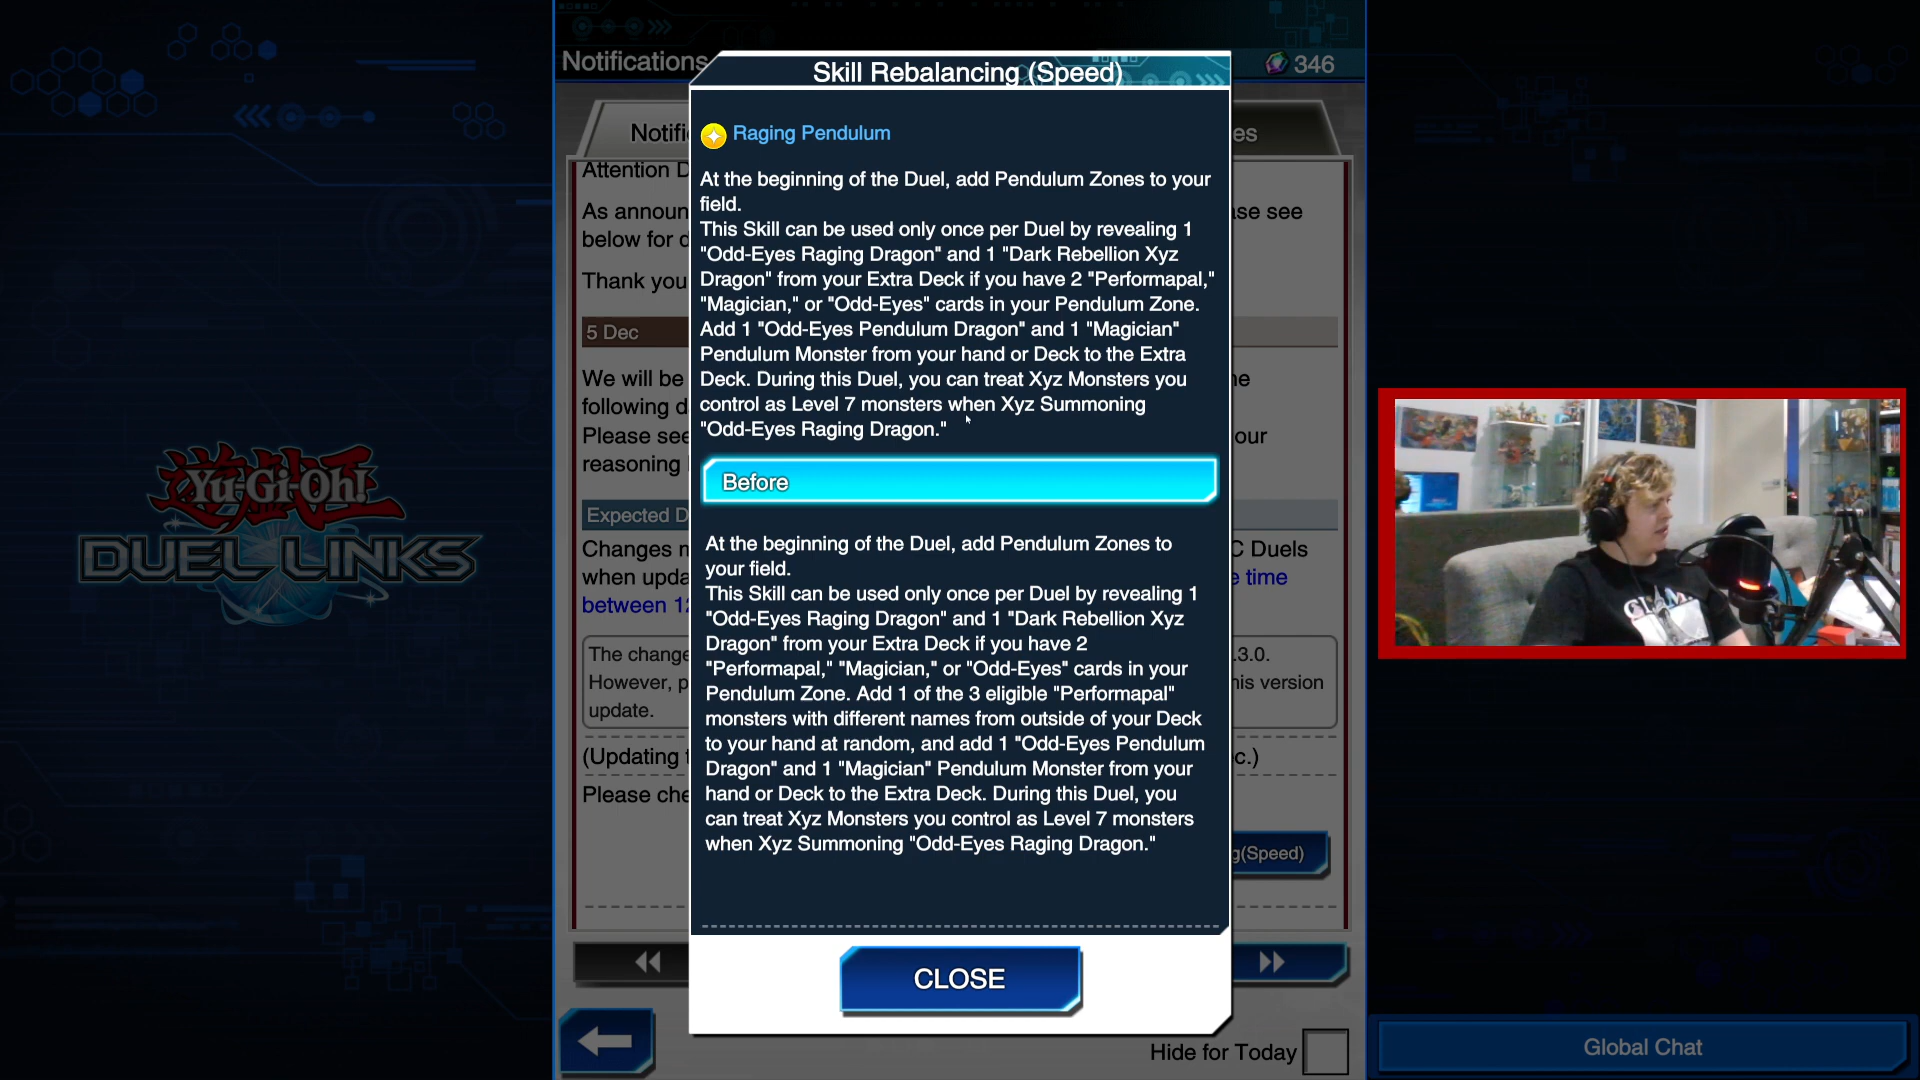 Notifications
346
Skill Rebalancing (Speed)
Notifi
es
Raging Pendulum
At the beginning of the Duel, add Pendulum Zones to your
field.
This Skill can be used only once per Duel by revealing 1
"Odd-Eyes Raging Dragon" and 1 "Dark Rebellion Xyz
Dragon" from your Extra Deck if you have 2 "Performapal,"
"Magician," or "Odd-Eyes" cards in your Pendulum Zone.
Add 1 "Odd-Eyes Pendulum Dragon" and 1 "Magician"
Pendulum Monster from your hand or Deck to the Extra
Deck. During this Duel, you can treat Xyz Monsters you
control as Level 7 monsters when Xyz Summoning
"Odd-Eyes Raging Dragon."
Before
At the beginning of the Duel, add Pendulum Zones to
your field.
This Skill can be used only once per Duel by revealing 1
"Odd-Eyes Raging Dragon" and 1 "Dark Rebellion Xyz
Dragon" from your Extra Deck if you have 2
"Performapal," "Magician," or "Odd-Eyes" cards in your
Pendulum Zone. Add 1 of the 3 eligible "Performapal"
monsters with different names from outside of your Deck
to your hand at random, and add 1 "Odd-Eyes Pendulum
Dragon" and 1 "Magician" Pendulum Monster from your
hand or Deck to the Extra Deck. During this Duel, you
can treat Xyz Monsters you control as Level 7 monsters
when Xyz Summoning "Odd-Eyes Raging Dragon."
CLOSE
Attention D
As announ
ase see
below for d
Thank you
5 Dec
We will be
he
following d
Please see
our
reasoning
Expected D
Changes m
C Duels
when upda
e time
between 12
The change
.3.0.
However, p
his version
update.
(Updating t
c.)
Please che
g(Speed)
Hide for Today
Global Chat
遊戯王
Yu-Gi-Oh!
DUEL LINKS